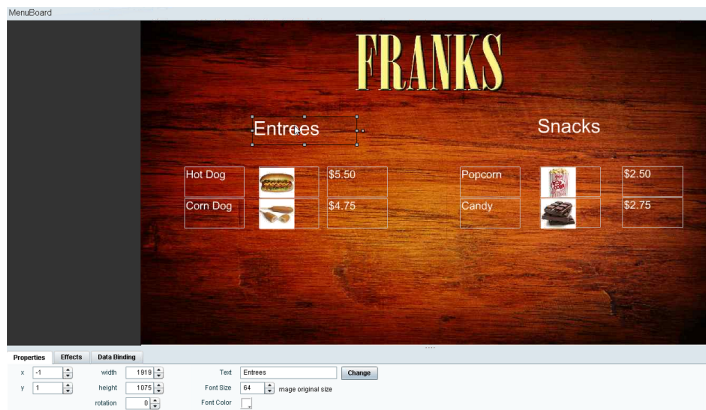 MenuBoard
FRANKS
Entrees
Snacks
Hot Dog $5.50 Popcorn $2.50
Corn Dog $4.75 Candy $2.75
Properties Effects Data Binding
x -1 width 1919 Text Entrees Change
y 1 height 1075 Font Size 64 mage original size
rotation 0 Font Color